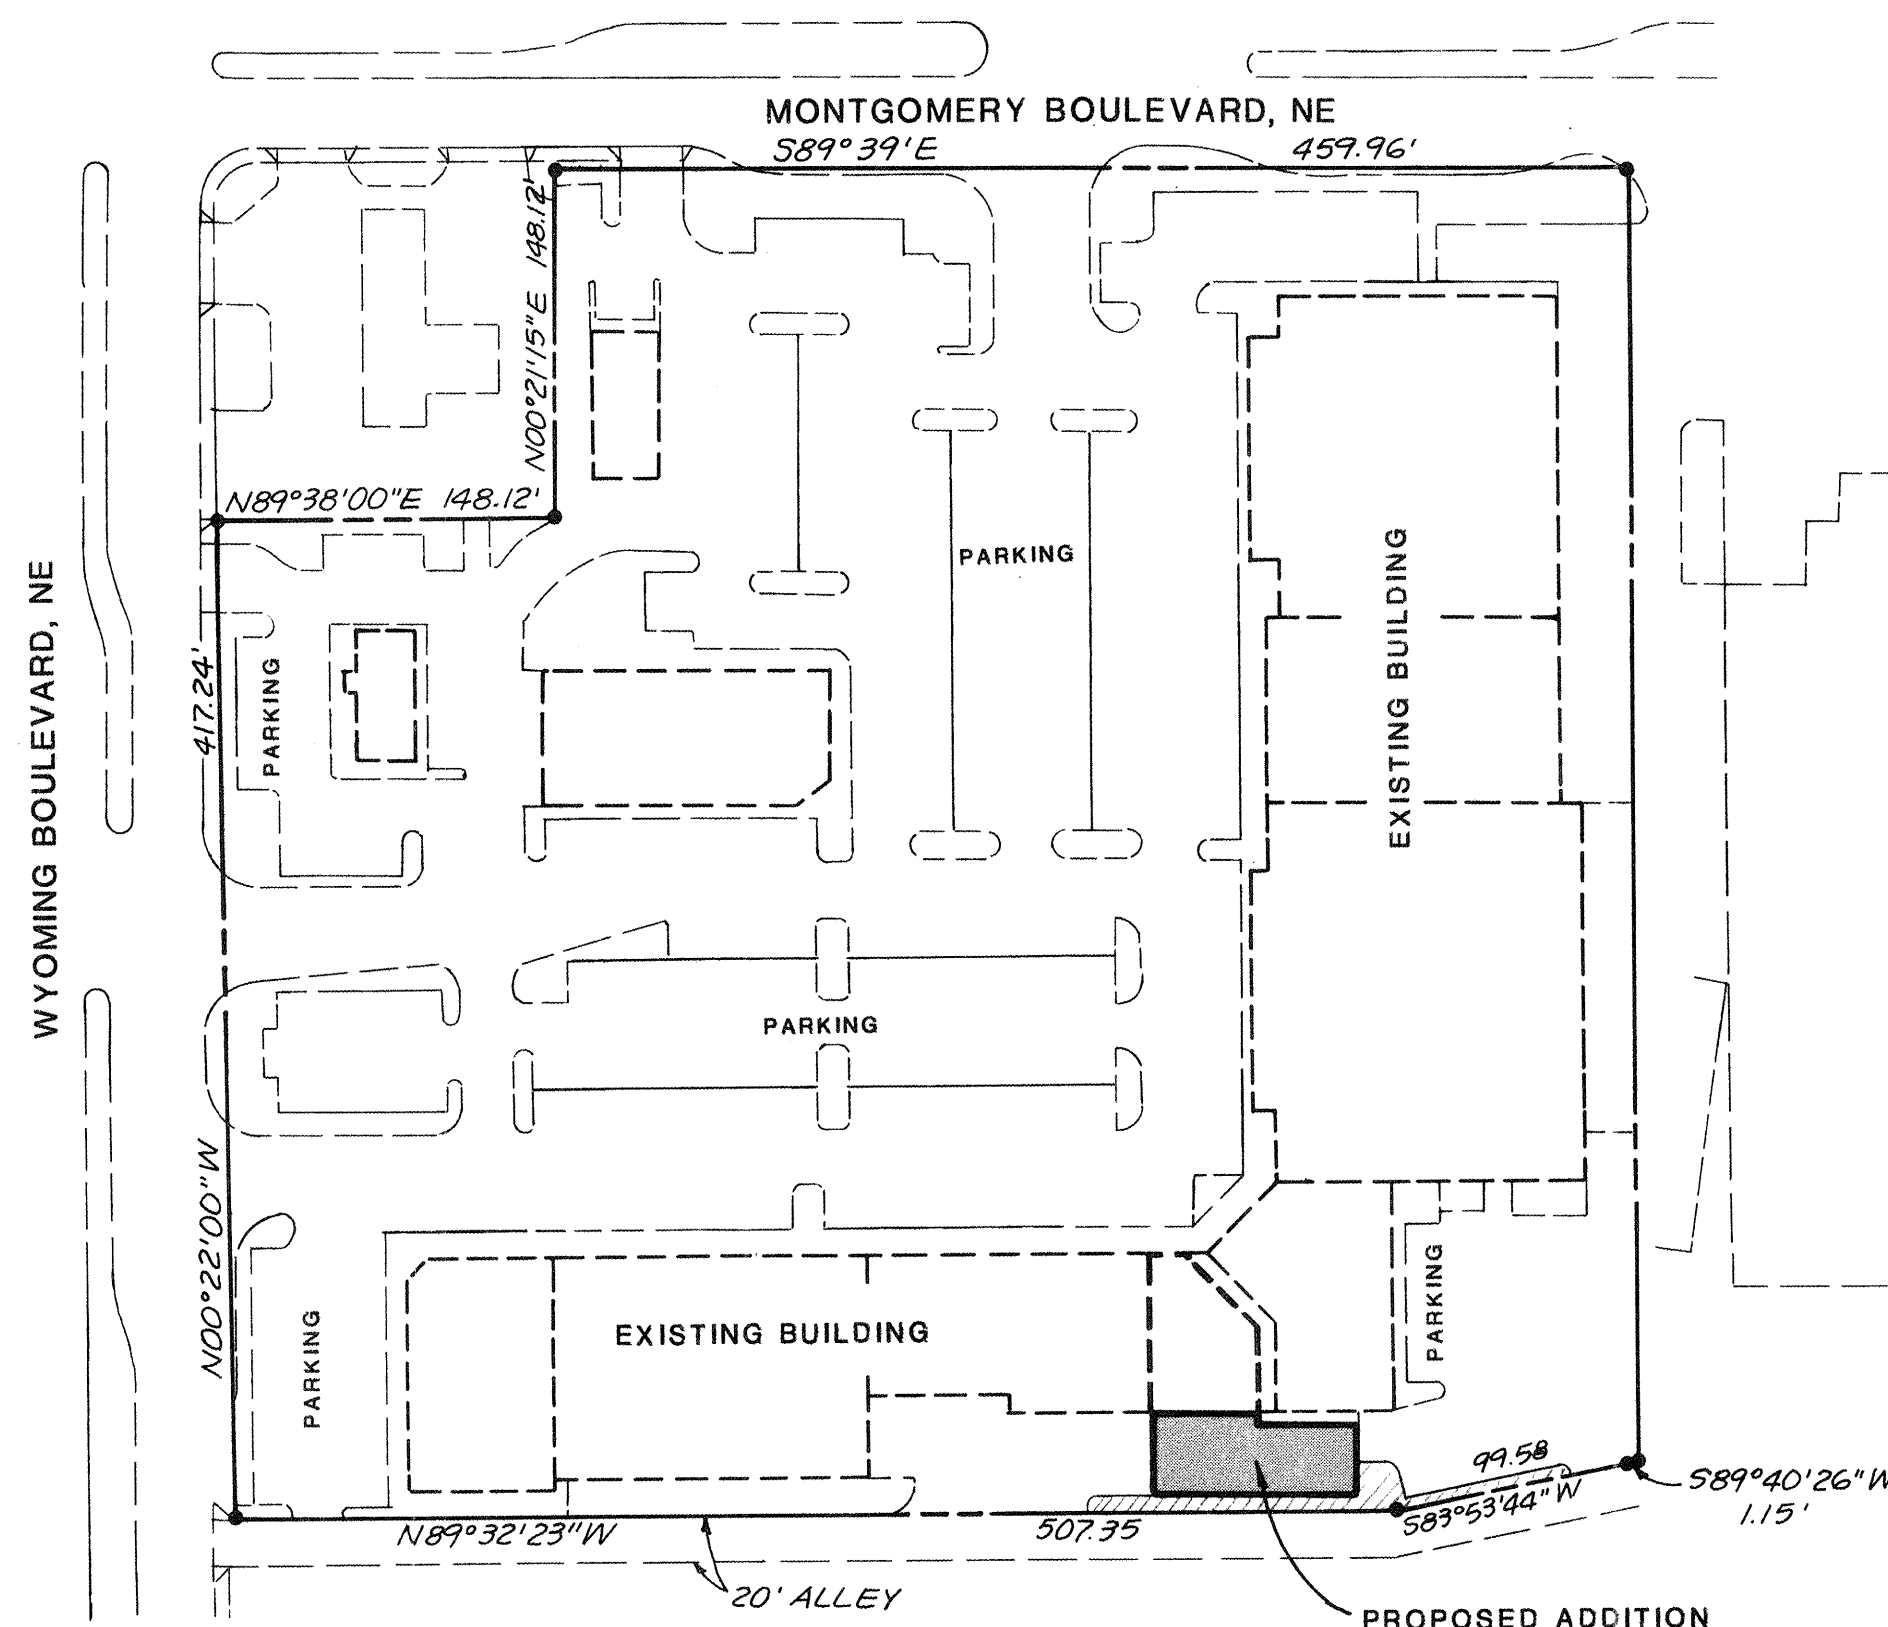 MONTGOMERY BOULEVARD, NE
S89°39'E 459.96'
N00°21'15"E 148.12'
N89°38'00"E 148.12'
WYOMING BOULEVARD, NE
417.24'
N00°22'00"W
PARKING
PARKING
EXISTING BUILDING
PARKING
PARKING
EXISTING BUILDING
PARKING
99.58
S83°53'44"W
S89°40'26"W
1.15'
N89°32'23"W 507.35
20' ALLEY
PROPOSED ADDITION